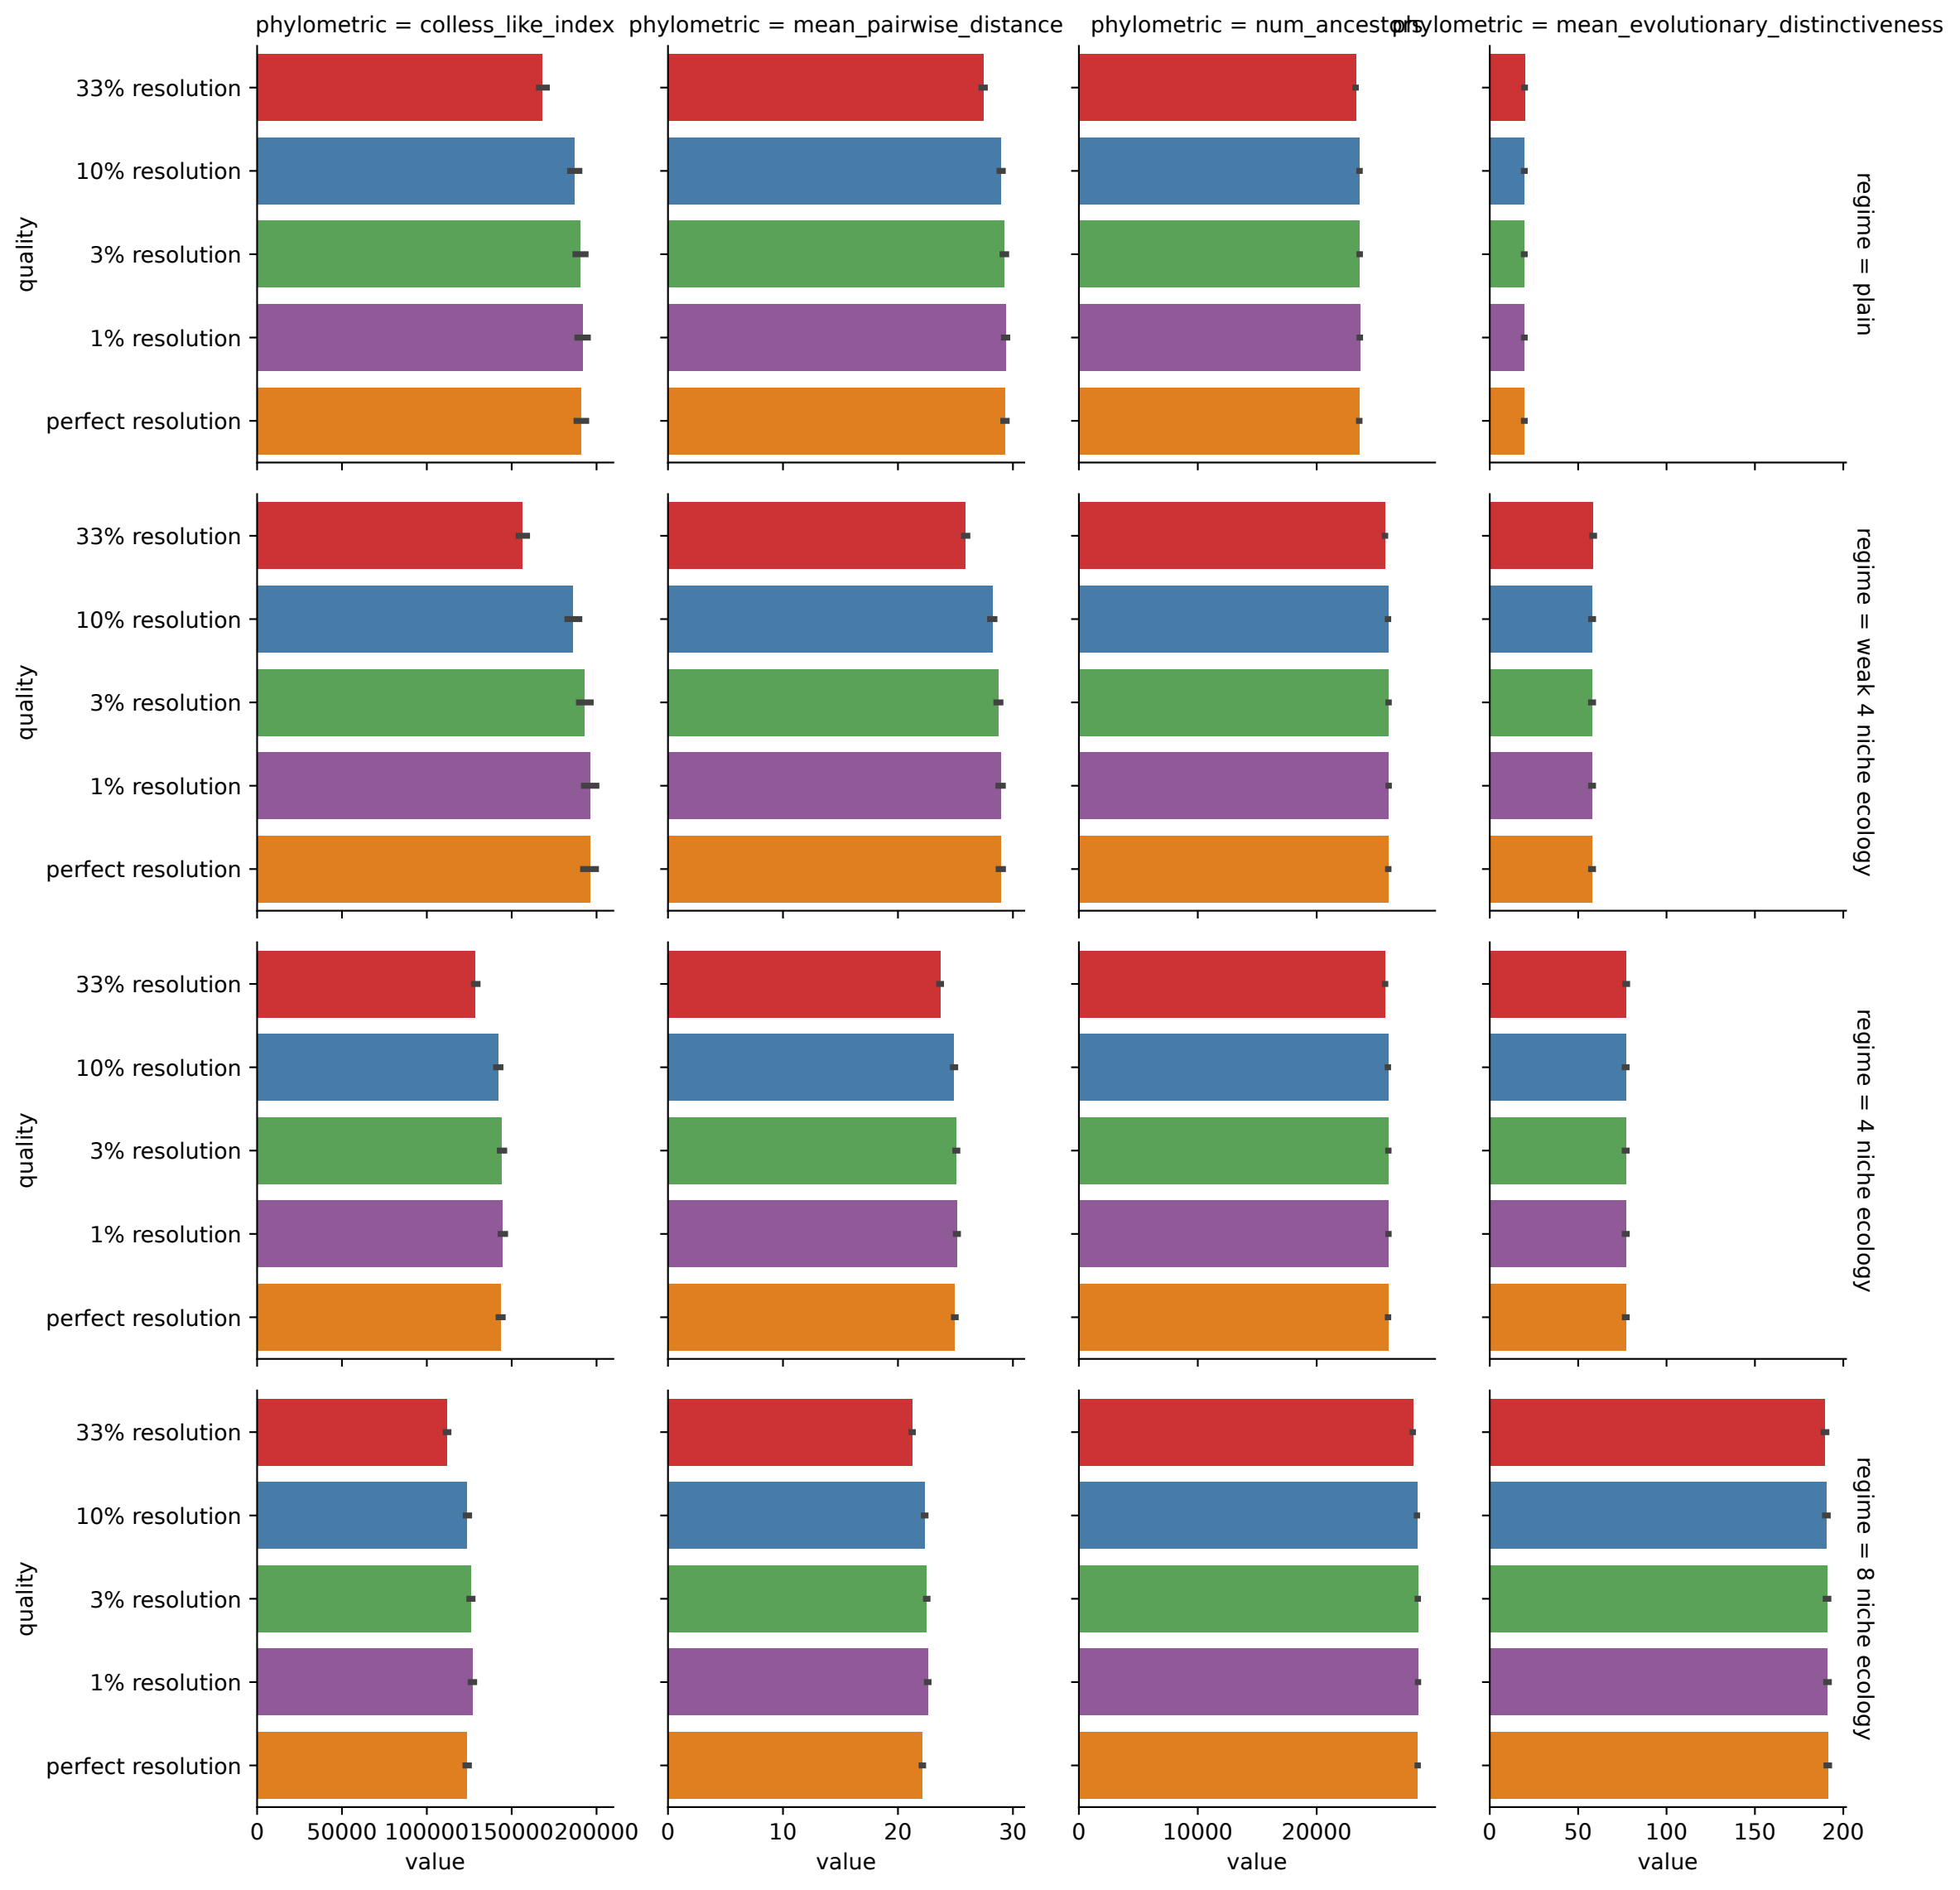 phylometric = colless_like_index
phylometric = mean_pairwise_distance
phylometric = num_ancestors
phylometric = mean_evolutionary_distinctiveness
quality
33% resolution
10% resolution
3% resolution
1% resolution
perfect resolution
regime = plain
quality
33% resolution
10% resolution
3% resolution
1% resolution
perfect resolution
regime = weak 4 niche ecology
quality
33% resolution
10% resolution
3% resolution
1% resolution
perfect resolution
regime = 4 niche ecology
quality
33% resolution
10% resolution
3% resolution
1% resolution
perfect resolution
regime = 8 niche ecology
0 50000 100000 150000 200000
value
0 10 20 30
value
0 10000 20000
value
0 50 100 150 200
value